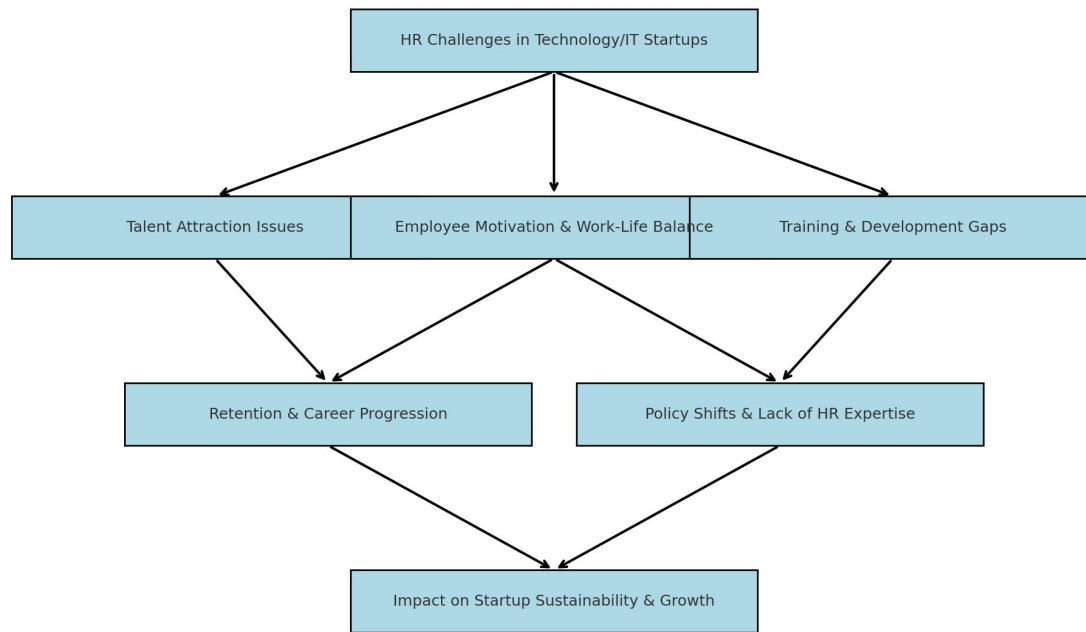 HR Challenges in Technology/IT Startups
Talent Attraction Issues
Employee Motivation & Work-Life Balance
Training & Development Gaps
Retention & Career Progression
Policy Shifts & Lack of HR Expertise
Impact on Startup Sustainability & Growth